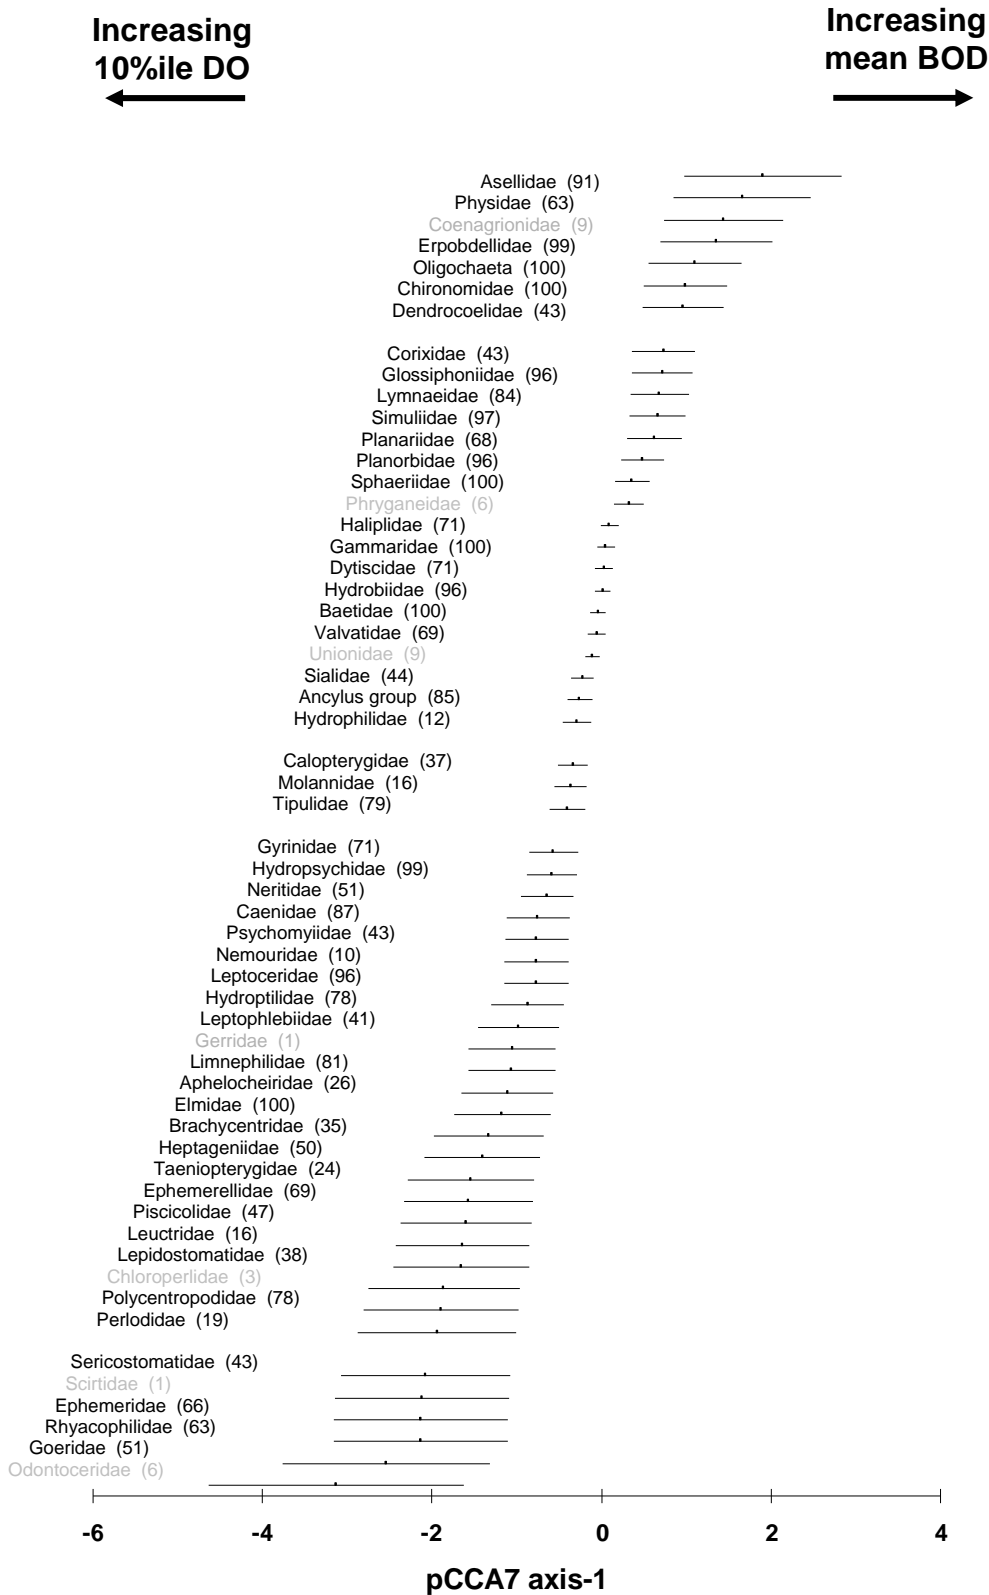 Increasing
10%ile DO
Increasing
mean BOD
Asellidae (91)
Physidae (63)
Coenagrionidae (9)
Erpobdellidae (99)
Oligochaeta (100)
Chironomidae (100)
Dendrocoelidae (43)
Corixidae (43)
Glossiphoniidae (96)
Lymnaeidae (84)
Simuliidae (97)
Planariidae (68)
Planorbidae (96)
Sphaeriidae (100)
Phryganeidae (6)
Haliplidae (71)
Gammaridae (100)
Dytiscidae (71)
Hydrobiidae (96)
Baetidae (100)
Valvatidae (69)
Unionidae (9)
Sialidae (44)
Ancylus group (85)
Hydrophilidae (12)
Calopterygidae (37)
Molannidae (16)
Tipulidae (79)
Gyrinidae (71)
Hydropsychidae (99)
Neritidae (51)
Caenidae (87)
Psychomyiidae (43)
Nemouridae (10)
Leptoceridae (96)
Hydroptilidae (78)
Leptophlebiidae (41)
Gerridae (1)
Limnephilidae (81)
Aphelocheiridae (26)
Elmidae (100)
Brachycentridae (35)
Heptageniidae (50)
Taeniopterygidae (24)
Ephemerellidae (69)
Piscicolidae (47)
Leuctridae (16)
Lepidostomatidae (38)
Chloroperlidae (3)
Polycentropodidae (78)
Perlodidae (19)
Sericostomatidae (43)
Scirtidae (1)
Ephemeridae (66)
Rhyacophilidae (63)
Goeridae (51)
Odontoceridae (6)
-6 -4 -2 0 2 4
pCCA7 axis-1